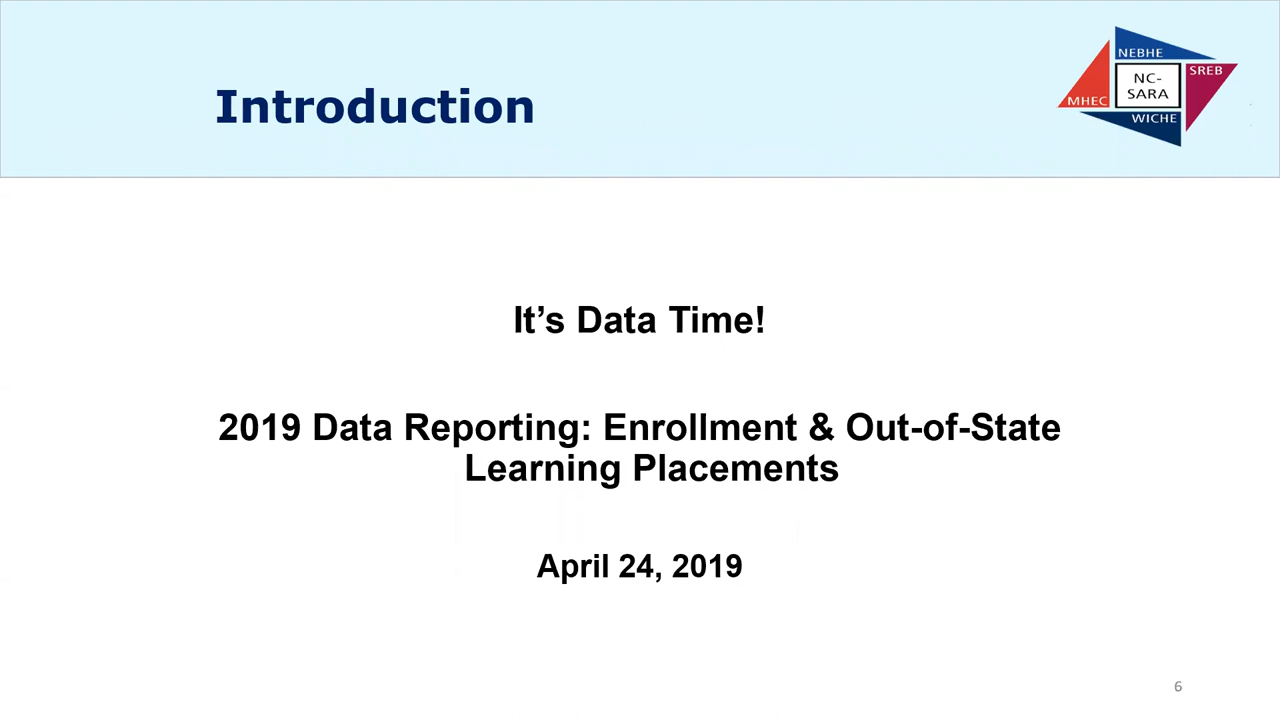 Introduction
NEBHE
MHEC
NC-
SARA
SREB
WICHE
It’s Data Time!
2019 Data Reporting: Enrollment & Out-of-State
Learning Placements
April 24, 2019
6